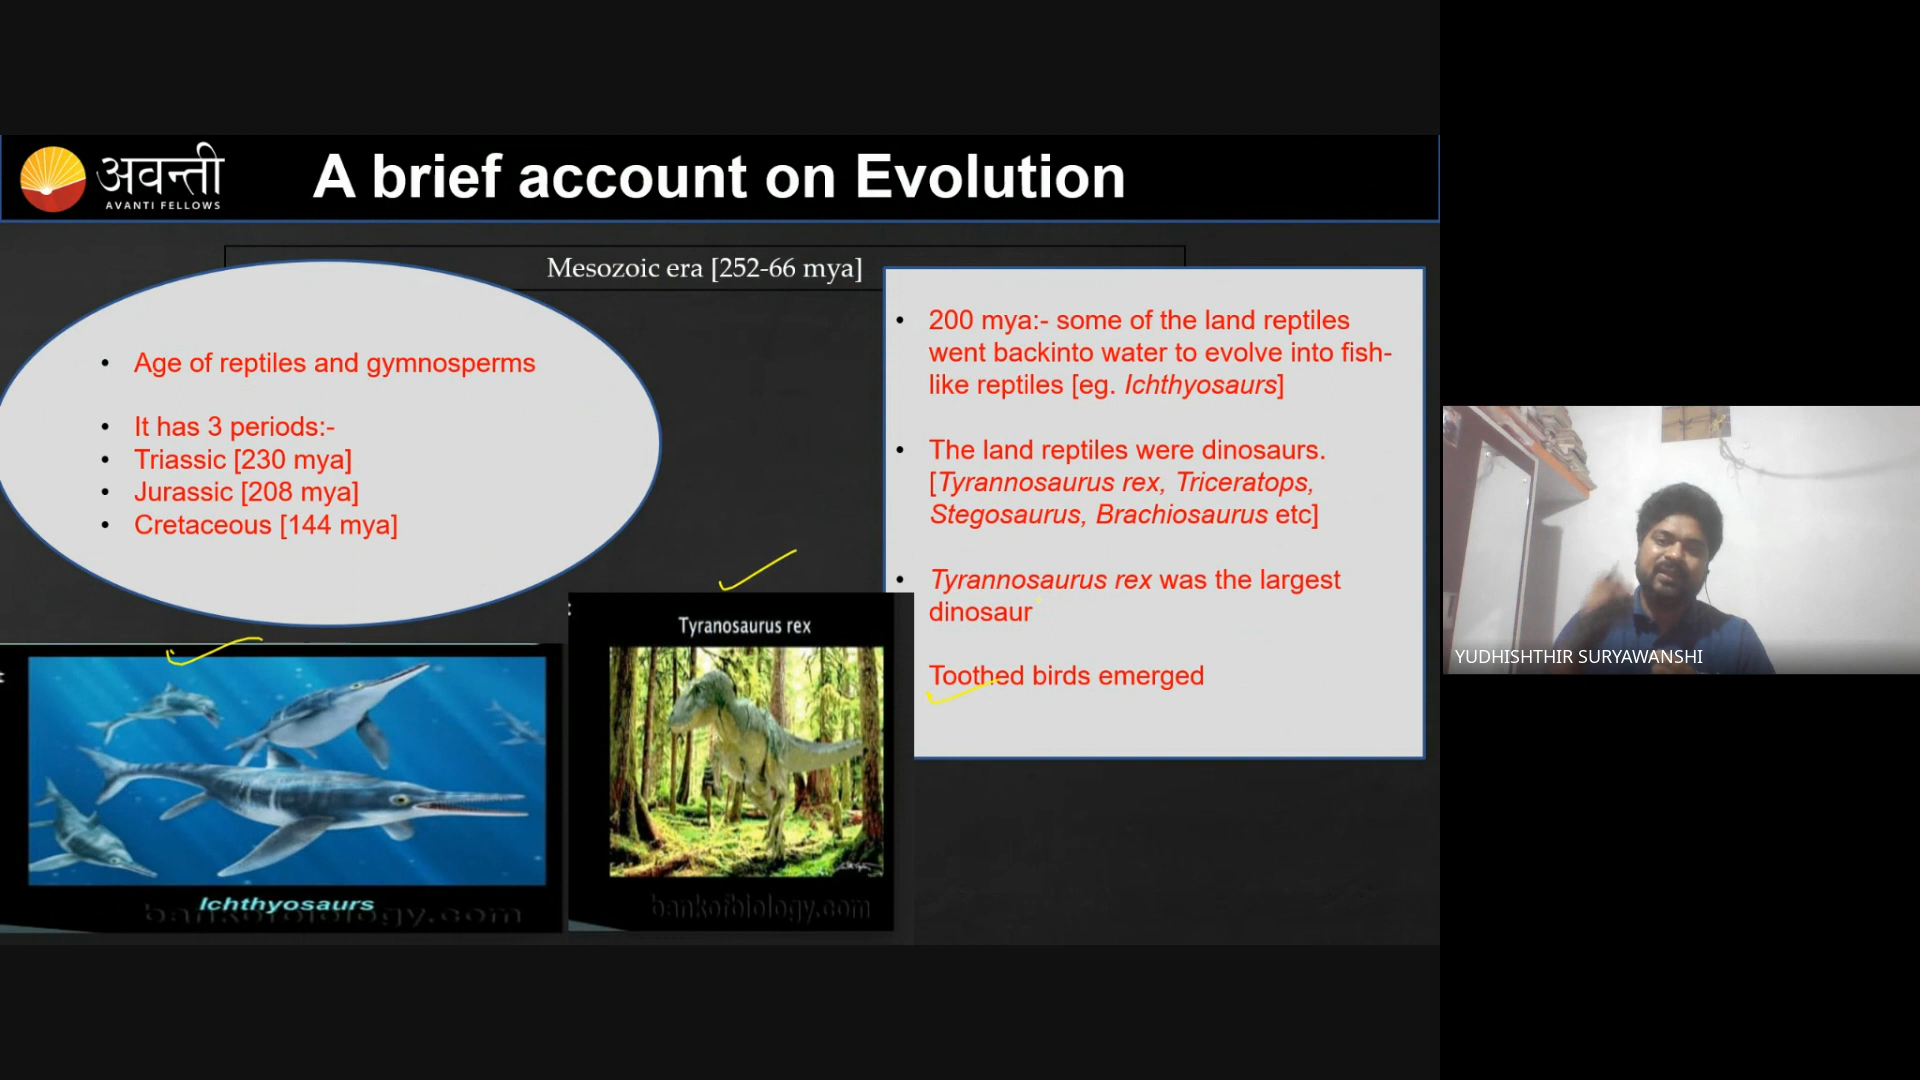 अवन्ती
AVANTI FELLOWS
A brief account on Evolution
Mesozoic era [252-66 mya]
• Age of reptiles and gymnosperms
• It has 3 periods:-
• Triassic [230 mya]
• Jurassic [208 mya]
• Cretaceous [144 mya]
• 200 mya:- some of the land reptiles
went backinto water to evolve into fish-
like reptiles [eg. Ichthyosaurs]
• The land reptiles were dinosaurs.
[Tyrannosaurus rex, Triceratops,
Stegosaurus, Brachiosaurus etc]
• Tyrannosaurus rex was the largest
dinosaur
Toothed birds emerged
Ichthyosaurs
bankofbiology.com
Tyranosaurus rex
bankofbiology.com
YUDHISHTHIR SURYAWANSHI